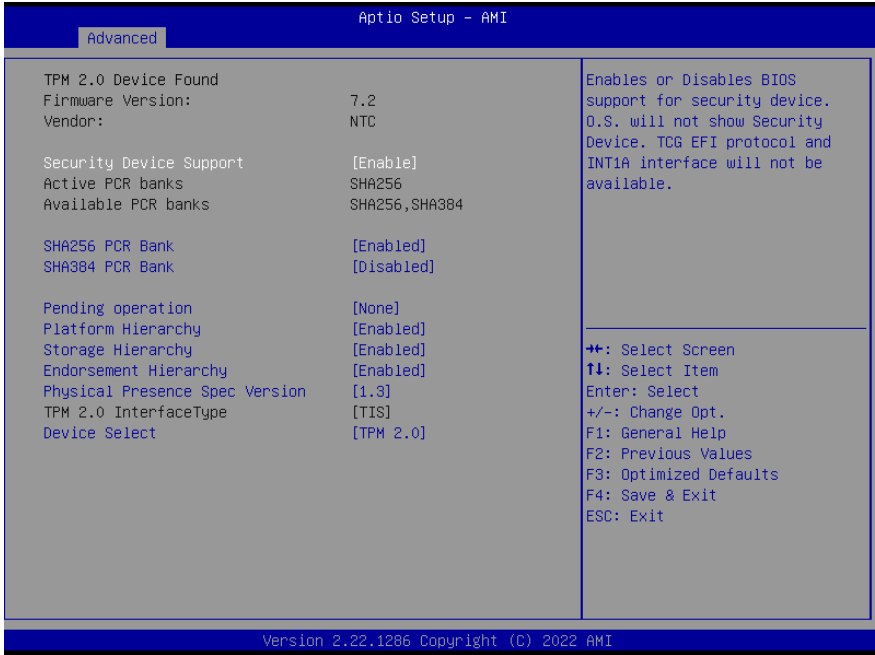 Aptio Setup – AMI
Advanced
TPM 2.0 Device Found
Firmware Version: 7.2
Vendor: NTC
Security Device Support [Enable]
Active PCR banks SHA256
Available PCR banks SHA256,SHA384
SHA256 PCR Bank [Enabled]
SHA384 PCR Bank [Disabled]
Pending operation [None]
Platform Hierarchy [Enabled]
Storage Hierarchy [Enabled]
Endorsement Hierarchy [Enabled]
Physical Presence Spec Version [1.3]
TPM 2.0 InterfaceType [TIS]
Device Select [TPM 2.0]
Enables or Disables BIOS
support for security device.
O.S. will not show Security
Device. TCG EFI protocol and
INT1A interface will not be
available.
→←: Select Screen
↑↓: Select Item
Enter: Select
+/-: Change Opt.
F1: General Help
F2: Previous Values
F3: Optimized Defaults
F4: Save & Exit
ESC: Exit
Version 2.22.1286 Copyright (C) 2022 AMI